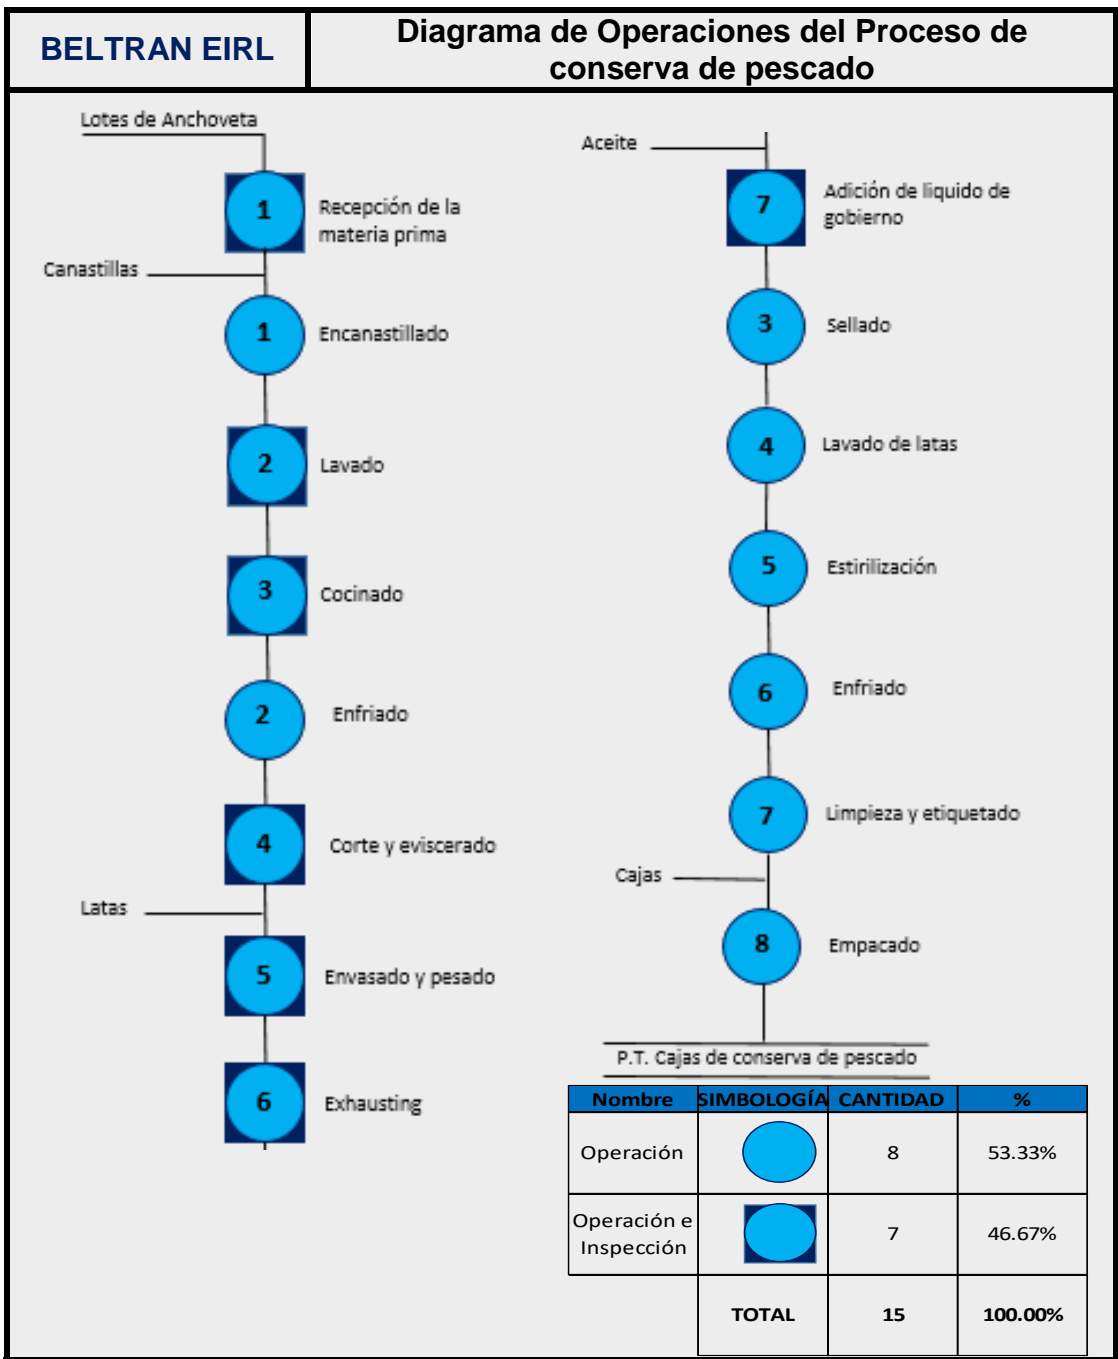 BELTRAN EIRL
Diagrama de Operaciones del Proceso de
conserva de pescado
Lotes de Anchoveta
1
Recepción de la
materia prima
Canastillas
1
Encanastillado
2
Lavado
3
Cocinado
2
Enfriado
4
Corte y eviscerado
Latas
5
Envasado y pesado
6
Exhausting
Aceite
7
Adición de liquido de
gobierno
3
Sellado
4
Lavado de latas
5
Estirilización
6
Enfriado
7
Limpieza y etiquetado
Cajas
8
Empacado
P.T. Cajas de conserva de pescado
Nombre SIMBOLOGÍA CANTIDAD %
Operación 8 53.33%
Operación e
Inspección 7 46.67%
TOTAL 15 100.00%